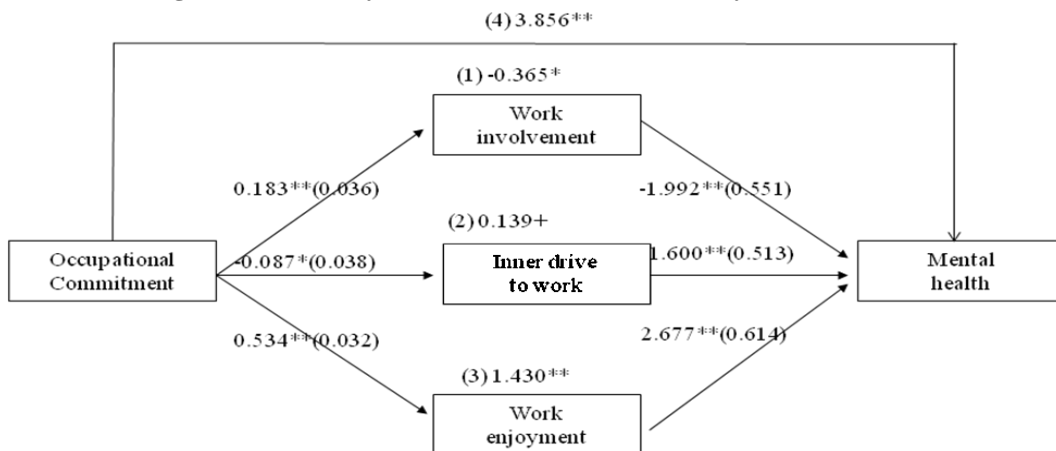 (4) 3.856**
(1) -0.365*
Work
involvement
0.183**(0.036)
-1.992**(0.551)
(2) 0.139+
Occupational
Commitment
-0.087*(0.038)
Inner drive
to work
1.600**(0.513)
Mental
health
0.534**(0.032)
2.677**(0.614)
(3) 1.430**
Work
enjoyment